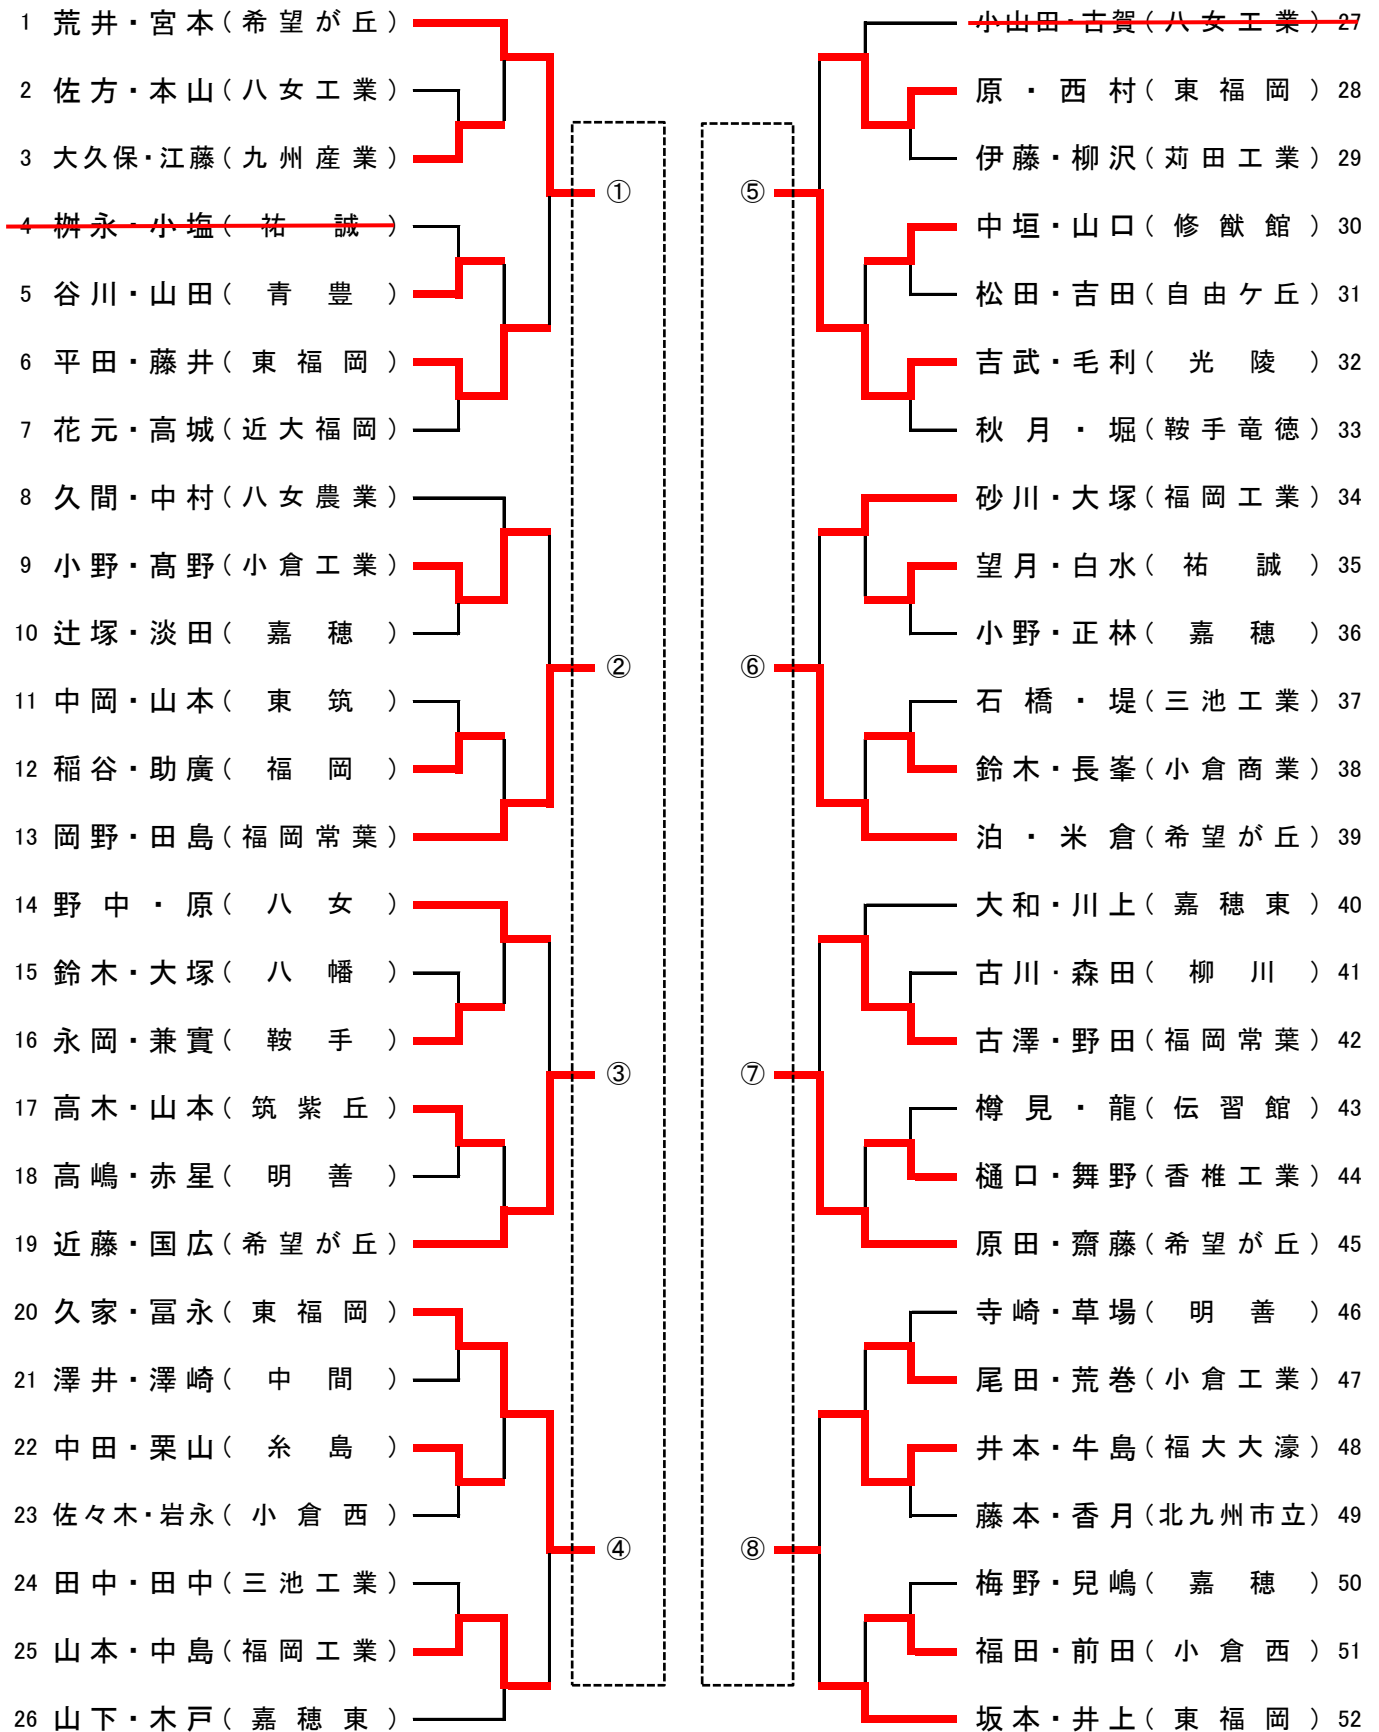 1 荒井・宮本(希望が丘)
2 佐方・本山(八女工業)
3 大久保・江藤(九州産業)
①
4 桝永・小塩(祐誠)
5 谷川・山田(青豊)
6 平田・藤井(東福岡)
7 花元・高城(近大福岡)
8 久間・中村(八女農業)
9 小野・髙野(小倉工業)
10 辻塚・淡田(嘉穂)
②
11 中岡・山本(東筑)
12 稲谷・助廣(福岡)
13 岡野・田島(福岡常葉)
14 野中・原(八女)
15 鈴木・大塚(八幡)
16 永岡・兼實(鞍手)
③
17 高木・山本(筑紫丘)
18 高嶋・赤星(明善)
19 近藤・国広(希望が丘)
20 久家・冨永(東福岡)
21 澤井・澤崎(中間)
22 中田・栗山(糸島)
23 佐々木・岩永(小倉西)
④
24 田中・田中(三池工業)
25 山本・中島(福岡工業)
26 山下・木戸(嘉穂東)
小山田・古賀(八女工業) 27
原・西村(東福岡) 28
伊藤・柳沢(苅田工業) 29
⑤
中垣・山口(修猷館) 30
松田・吉田(自由ケ丘) 31
吉武・毛利(光陵) 32
秋月・堀(鞍手竜徳) 33
砂川・大塚(福岡工業) 34
望月・白水(祐誠) 35
小野・正林(嘉穂) 36
⑥
石橋・堤(三池工業) 37
鈴木・長峯(小倉商業) 38
泊・米倉(希望が丘) 39
大和・川上(嘉穂東) 40
古川・森田(柳川) 41
古澤・野田(福岡常葉) 42
⑦
樽見・龍(伝習館) 43
樋口・舞野(香椎工業) 44
原田・齋藤(希望が丘) 45
寺崎・草場(明善) 46
尾田・荒巻(小倉工業) 47
井本・牛島(福大大濠) 48
藤本・香月(北九州市立) 49
⑧
梅野・兒嶋(嘉穂) 50
福田・前田(小倉西) 51
坂本・井上(東福岡) 52